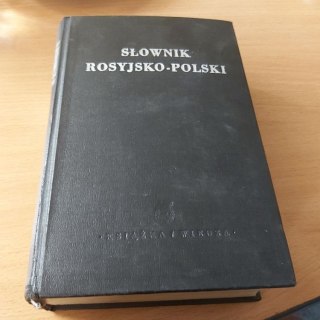 SŁOWNIK
ROSYJSKO-POLSKI
·KSIĄŻKA I WIEDZA·